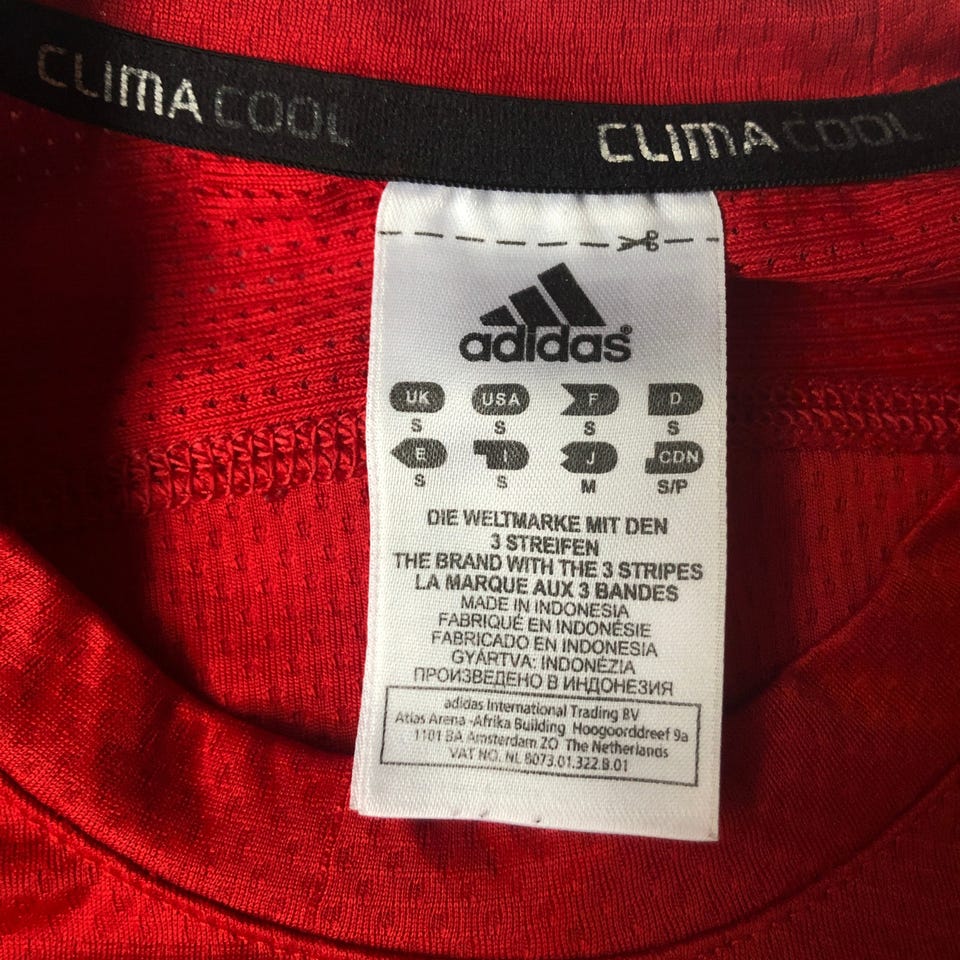 CLIMACOOL CLIMACOOL
adidas®
UK USA F D
S S S S
E I J CDN
S S M S/P
DIE WELTMARKE MIT DEN
3 STREIFEN
THE BRAND WITH THE 3 STRIPES
LA MARQUE AUX 3 BANDES
MADE IN INDONESIA
FABRIQUÉ EN INDONÉSIE
FABRICADO EN INDONESIA
GYÁRTVA: INDONÉZIA
ПРОИЗВЕДЕНО В ИНДОНЕЗИЯ
adidas International Trading BV
Atlas Arena -Afrika Building Hoogoorddreef 9a
1101 BA Amsterdam ZO The Netherlands
VAT NO. NL 8073.01.322.B.01